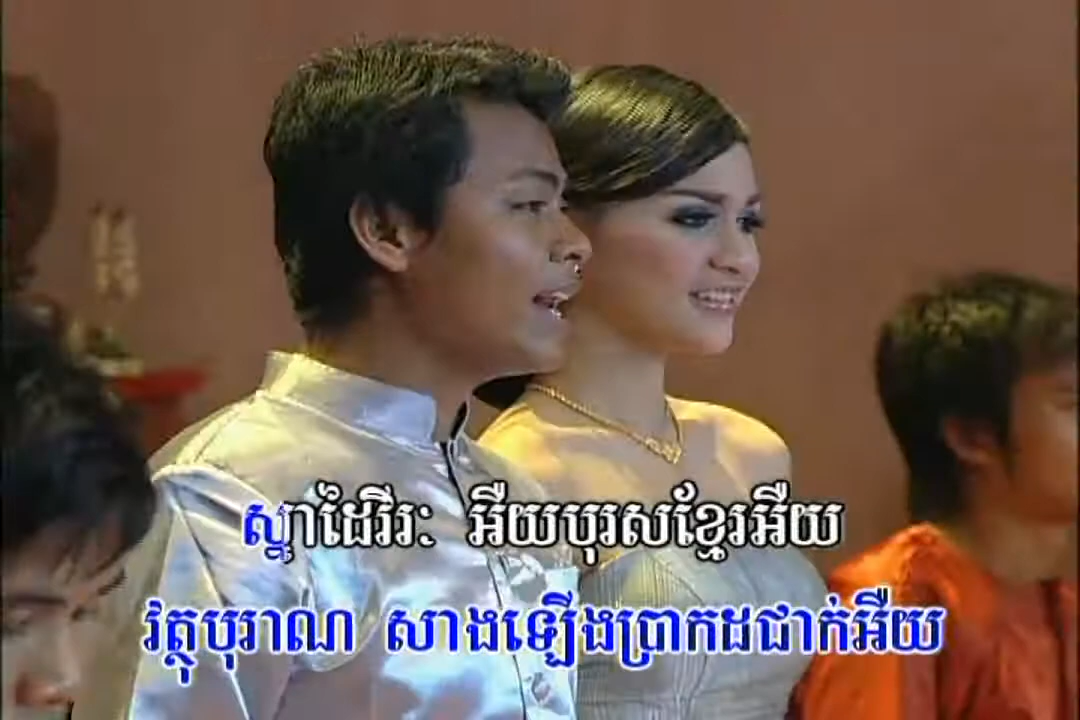 ស្នាដៃវីរៈ អឺយបុរសខ្មែរអឺយ
វត្ថុបុរាណ សាងឡើងប្រាកដជាក់អឺយ